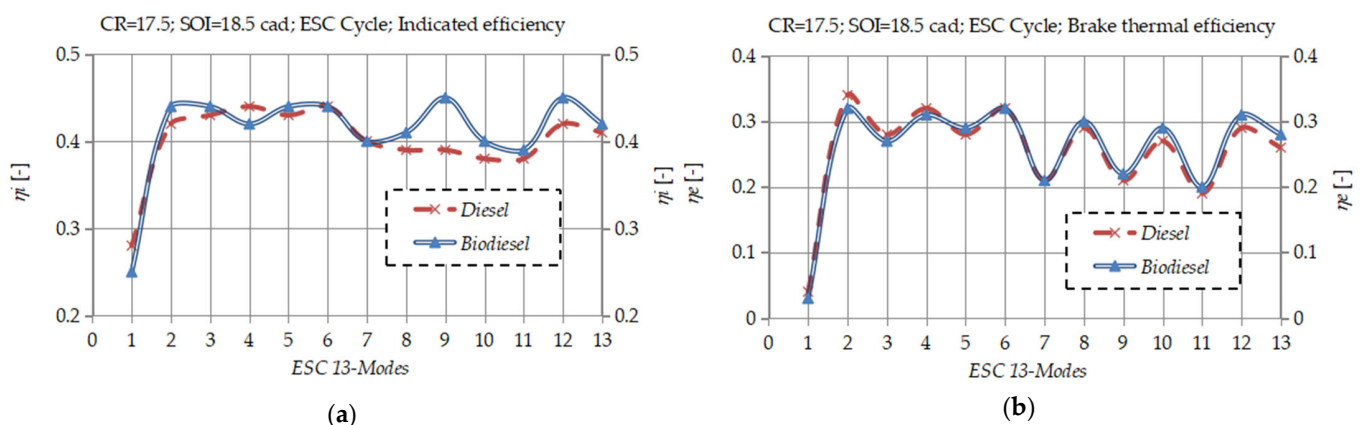 CR=17.5; SOI=18.5 cad; ESC Cycle; Indicated efficiency
0.5
0.4
0.3
0.2
ηi [-]
0.5
0.4
0.3
0.2
ηi [-]
Diesel
Biodiesel
0 1 2 3 4 5 6 7 8 9 10 11 12 13
ESC 13-Modes
(a)
CR=17.5; SOI=18.5 cad; ESC Cycle; Brake thermal efficiency
0.4
0.3
0.2
0.1
0
ηe [-]
0.4
0.3
0.2
0.1
0
ηe [-]
Diesel
Biodiesel
0 1 2 3 4 5 6 7 8 9 10 11 12 13
ESC 13-Modes
(b)